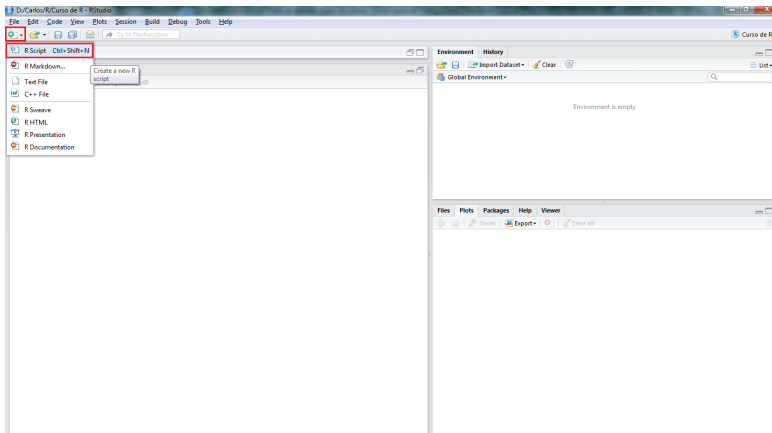 D:/Carlos/R/Curso de R - RStudio
File Edit Code View Plots Session Build Debug Tools Help
Go to file/function
Curso de R
R Script Ctrl+Shift+N
Environment History
R Markdown...
Import Dataset Clear
List
Create a new R
script
Global Environment
Text File
C++ File
Environment is empty
R Sweave
R HTML
R Presentation
R Documentation
Files Plots Packages Help Viewer
Zoom Export Clear All